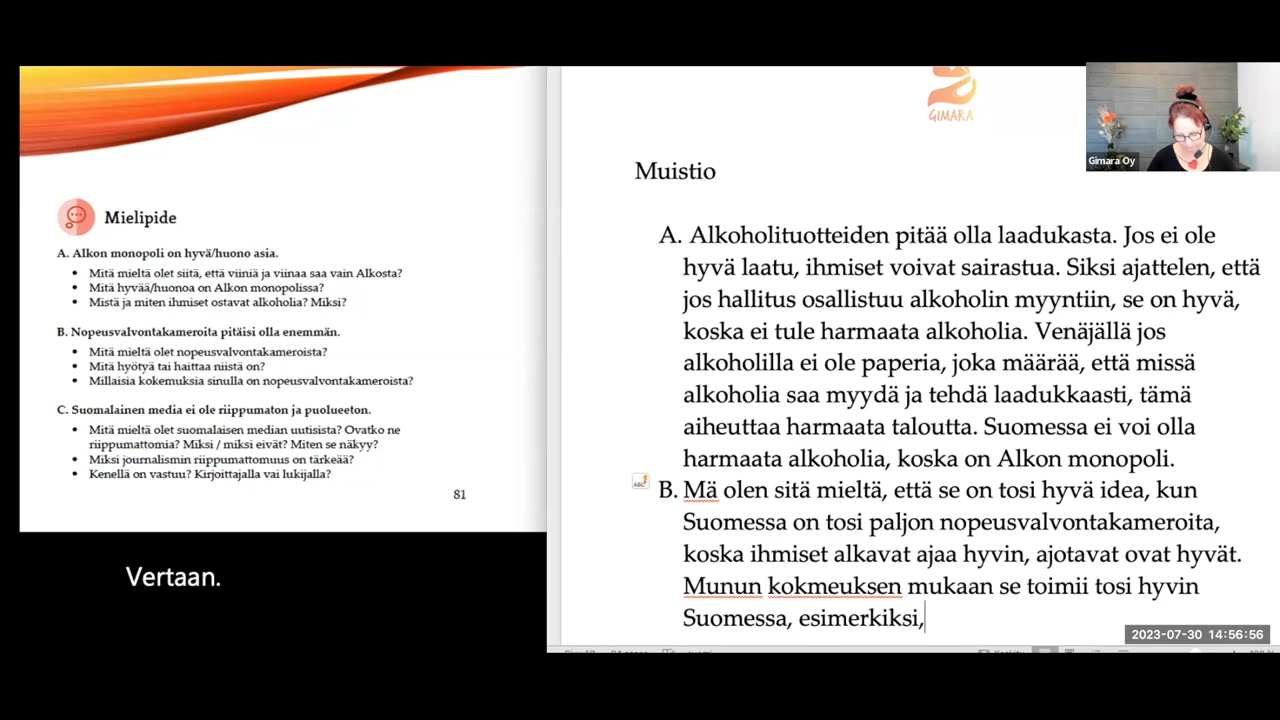 Mielipide
A. Alkon monopoli on hyvä/huono asia.
• Mitä mieltä olet siitä, että viiniä ja viinaa saa vain Alkosta?
• Mitä hyvää/huonoa on Alkon monopolissa?
• Mistä ja miten ihmiset ostavat alkoholia? Miksi?
B. Nopeusvalvontakameroita pitäisi olla enemmän.
• Mitä mieltä olet nopeusvalvontakameroista?
• Mitä hyötyä tai haittaa niistä on?
• Millaisia kokemuksia sinulla on nopeusvalvontakameroista?
C. Suomalainen media ei ole riippumaton ja puolueeton.
• Mitä mieltä olet suomalaisen median uutisista? Ovatko ne
riippumattomia? Miksi / miksi eivät? Miten se näkyy?
• Miksi journalismin riippumattomuus on tärkeää?
• Kenellä on vastuu? Kirjoittajalla vai lukijalla?
81
Vertaan.
GIMARA
Muistio
A. Alkoholituotteiden pitää olla laadukasta. Jos ei ole
hyvä laatu, ihmiset voivat sairastua. Siksi ajattelen, että
jos hallitus osallistuu alkoholin myyntiin, se on hyvä,
koska ei tule harmaata alkoholia. Venäjällä jos
alkoholilla ei ole paperia, joka määrää, että missä
alkoholia saa myydä ja tehdä laadukkaasti, tämä
aiheuttaa harmaata taloutta. Suomessa ei voi olla
harmaata alkoholia, koska on Alkon monopoli.
B. Mä olen sitä mieltä, että se on tosi hyvä idea, kun
Suomessa on tosi paljon nopeusvalvontakameroita,
koska ihmiset alkavat ajaa hyvin, ajotavat ovat hyvät.
Munun kokmeuksen mukaan se toimii tosi hyvin
Suomessa, esimerkiksi,
Gimara Oy
2023-07-30 14:56:56